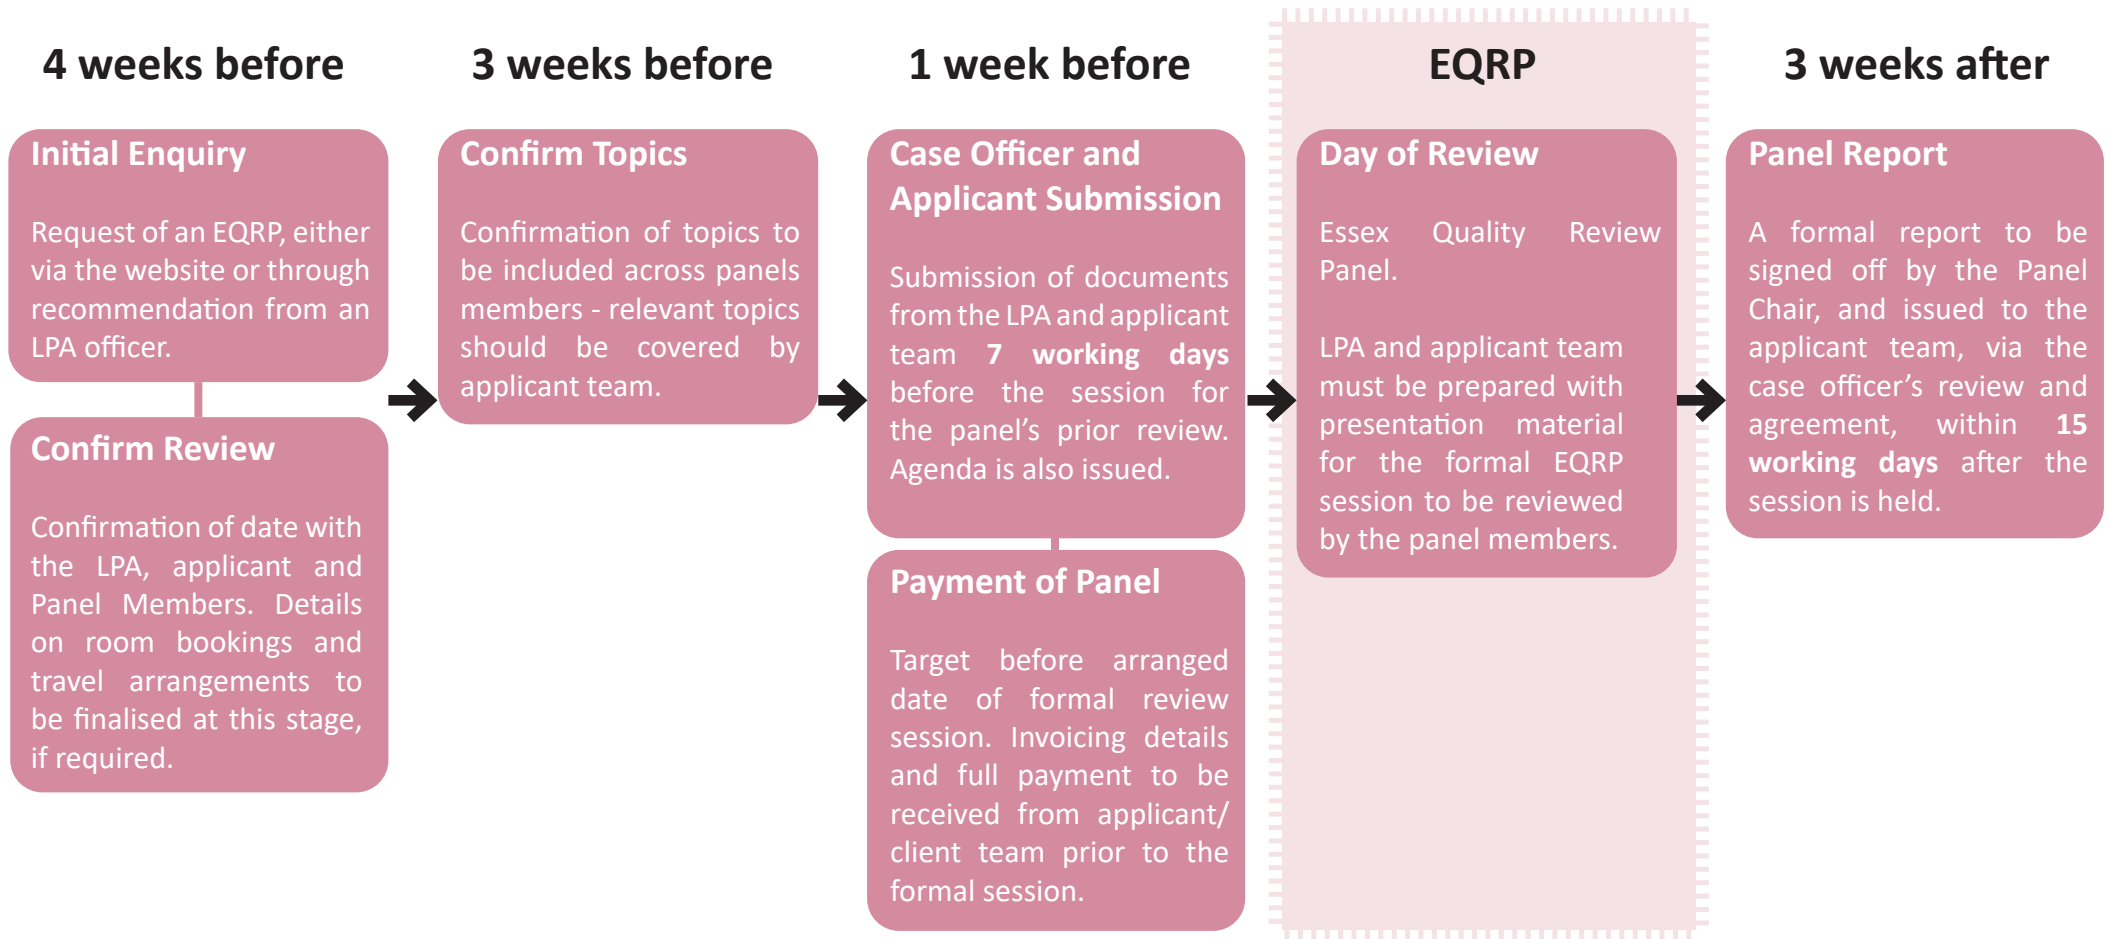 4 weeks before
Initial Enquiry
Request of an EQRP, either
via the website or through
recommendation from an
LPA officer.
Confirm Review
Confirmation of date with
the LPA, applicant and
Panel Members. Details
on room bookings and
travel arrangements to
be finalised at this stage,
if required.
3 weeks before
Confirm Topics
Confirmation of topics to
be included across panels
members - relevant topics
should be covered by
applicant team.
1 week before
Case Officer and
Applicant Submission
Submission of documents
from the LPA and applicant
team 7 working days
before the session for
the panel's prior review.
Agenda is also issued.
Payment of Panel
Target before arranged
date of formal review
session. Invoicing details
and full payment to be
received from applicant/
client team prior to the
formal session.
EQRP
Day of Review
Essex Quality Review
Panel.
LPA and applicant team
must be prepared with
presentation material
for the formal EQRP
session to be reviewed
by the panel members.
3 weeks after
Panel Report
A formal report to be
signed off by the Panel
Chair, and issued to the
applicant team, via the
case officer's review and
agreement, within 15
working days after the
session is held.